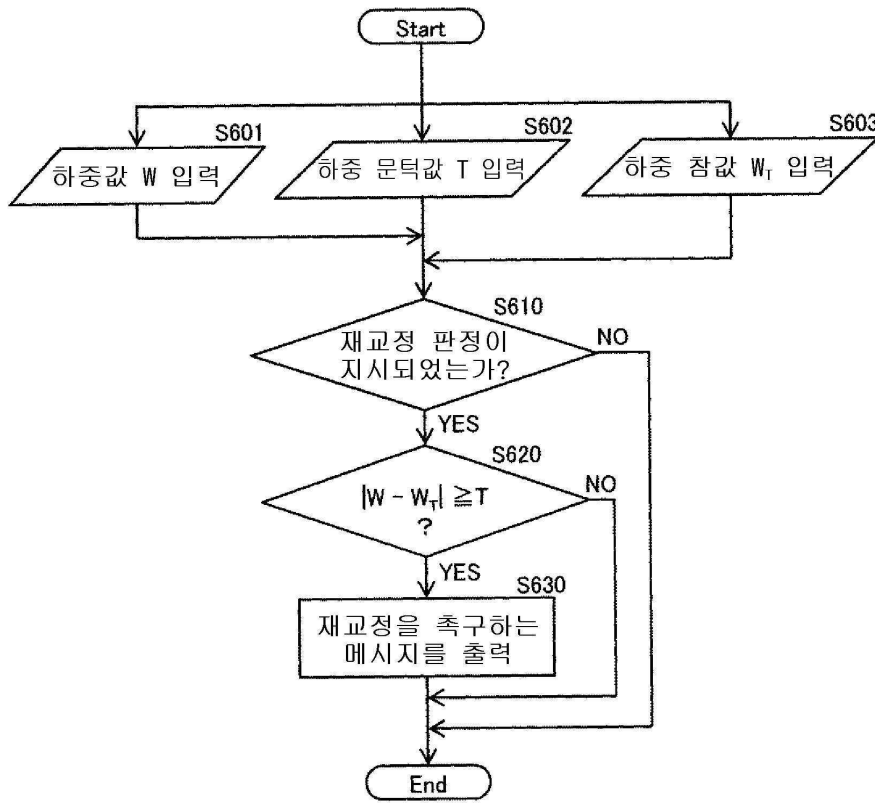 Start
S601
하중값 W 입력
S602
하중 문턱값 T 입력
S603
하중 참값 W_T 입력
S610
재교정 판정이
지시되었는가?
NO
YES
S620
|W - W_T| ≧T
?
NO
YES
S630
재교정을 촉구하는
메시지를 출력
End